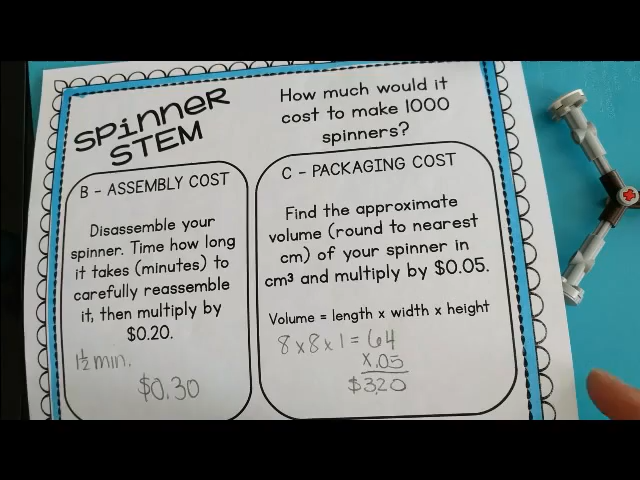 SPINNER
STEM
How much would it
cost to make 1000
spinners?
B - ASSEMBLY COST
Disassemble your
spinner. Time how long
it takes (minutes) to
carefully reassemble
it, then multiply by
$0.20.
1½ min.
$0.30
C - PACKAGING COST
Find the approximate
volume (round to nearest
cm) of your spinner in
cm³ and multiply by $0.05.
Volume = length x width x height
8 x 8 x 1 = 64
x .05
$3.20